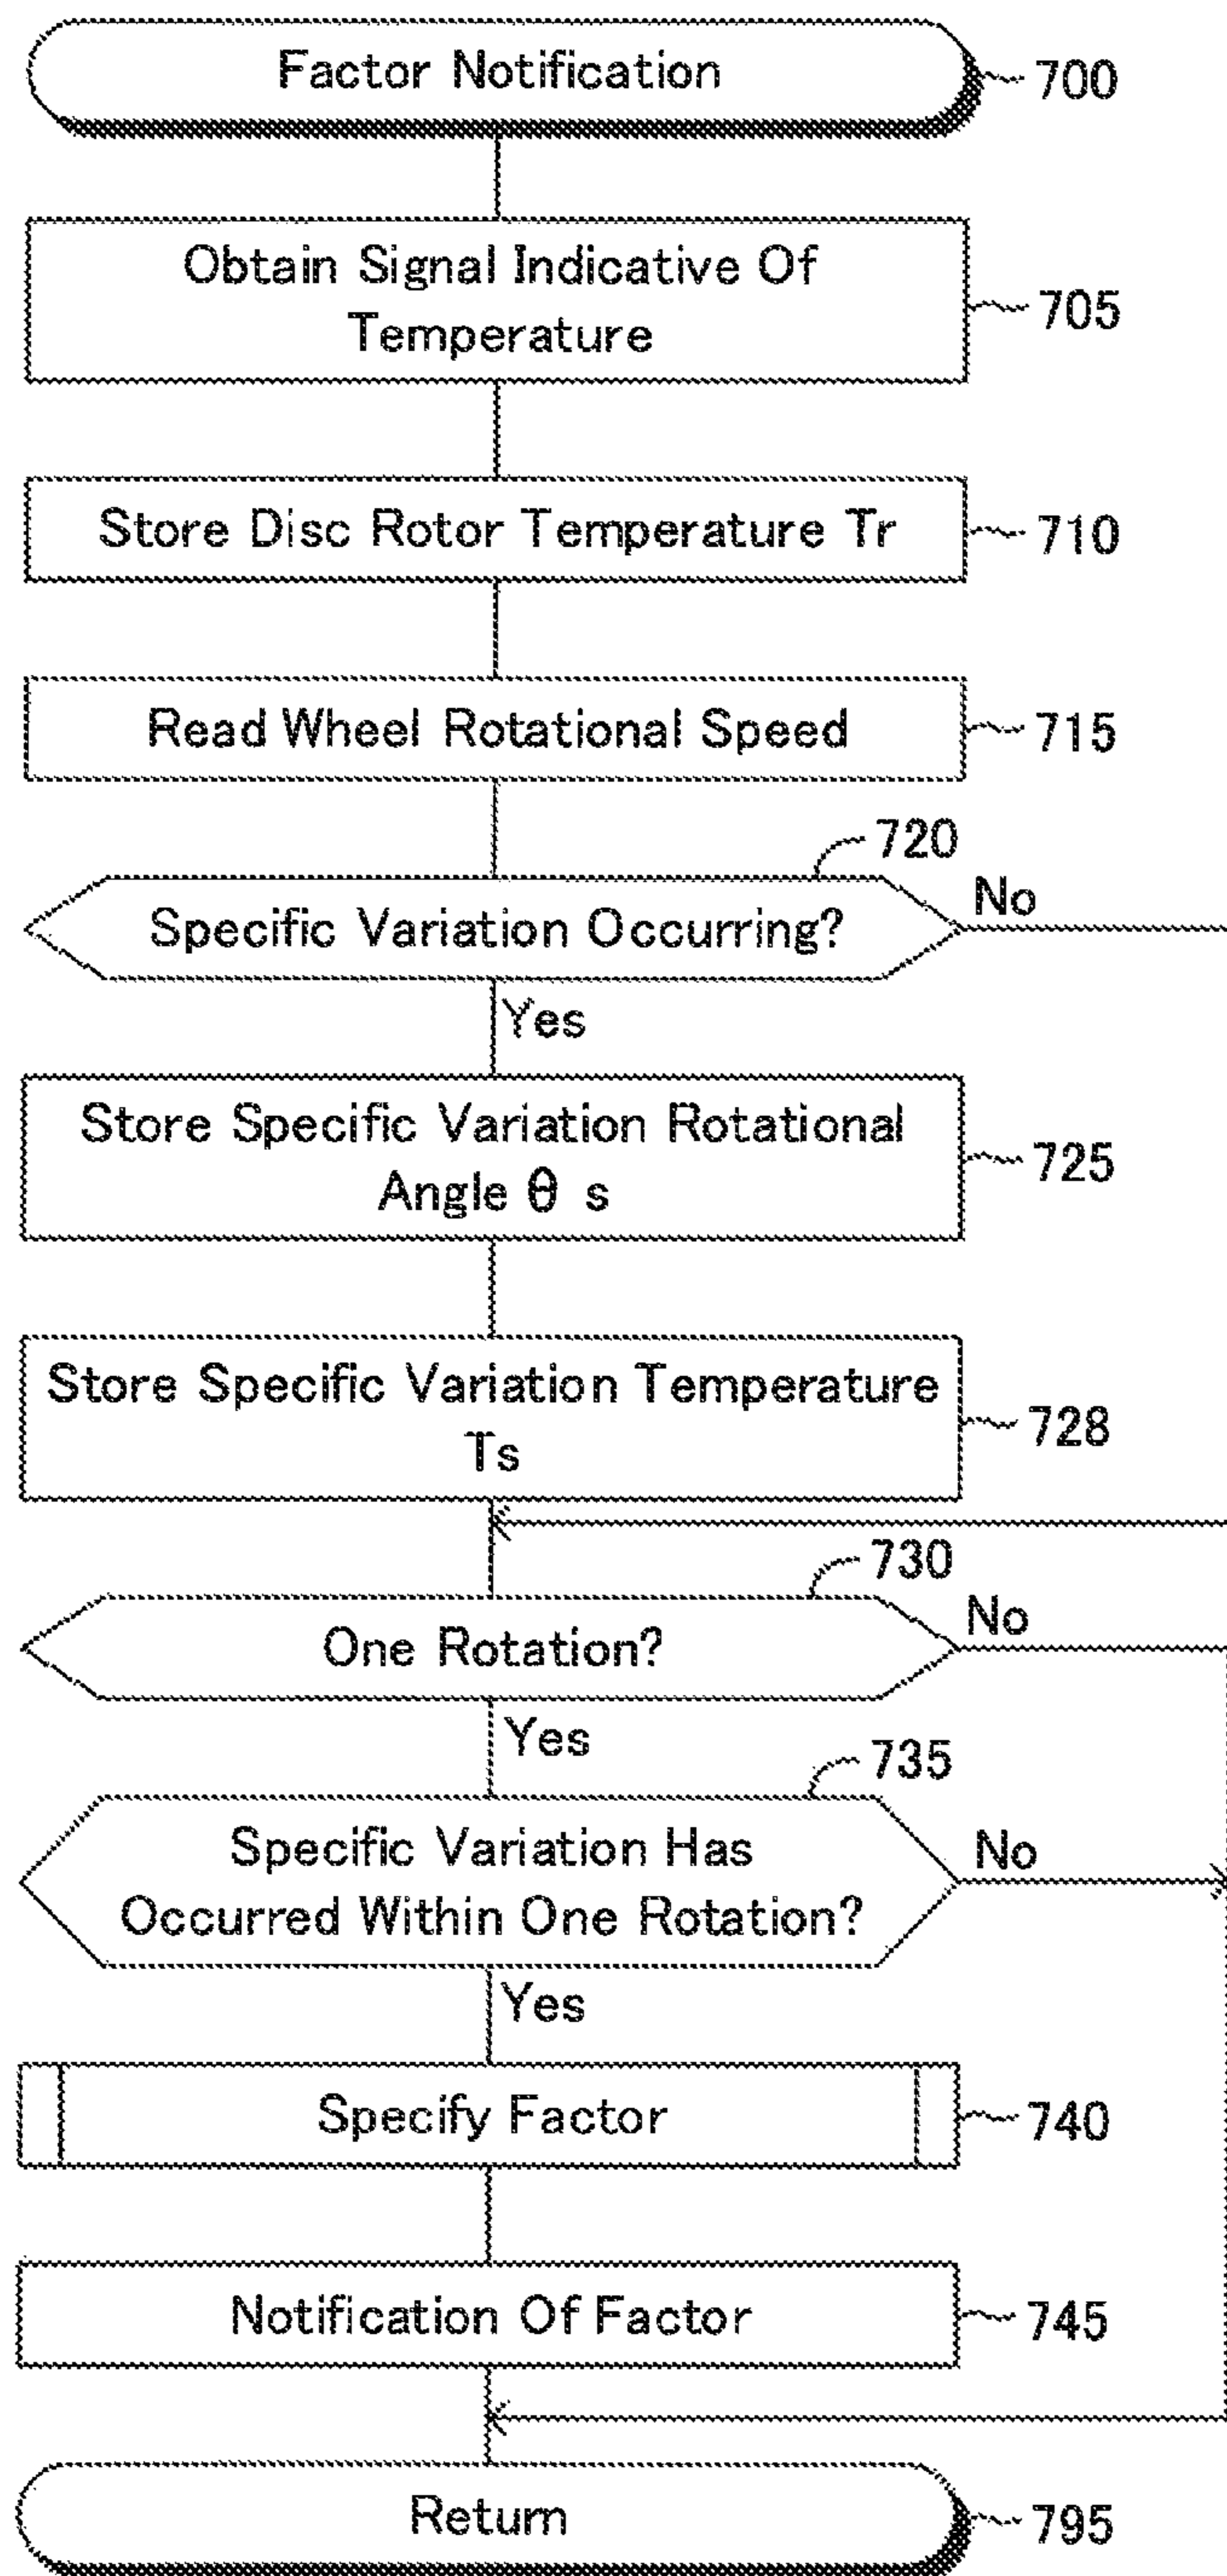 Factor Notification
700
Obtain Signal Indicative Of
Temperature
705
Store Disc Rotor Temperature Tr
710
Read Wheel Rotational Speed
715
720
Specific Variation Occurring?
No
Yes
Store Specific Variation Rotational
Angle θ s
725
Store Specific Variation Temperature
Ts
728
730
One Rotation?
No
Yes
735
Specific Variation Has
Occurred Within One Rotation?
No
Yes
Specify Factor
740
Notification Of Factor
745
Return
795